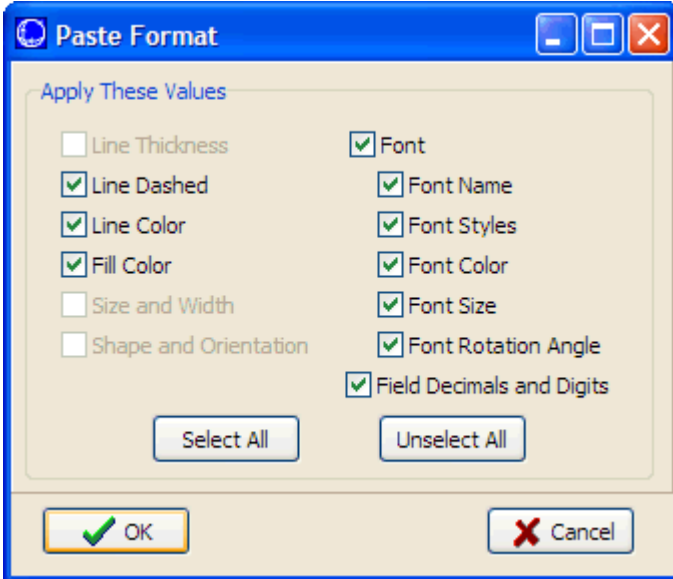 Paste Format
Apply These Values
Line Thickness
Line Dashed
Line Color
Fill Color
Size and Width
Shape and Orientation
Font
Font Name
Font Styles
Font Color
Font Size
Font Rotation Angle
Field Decimals and Digits
Select All
Unselect All
OK
Cancel